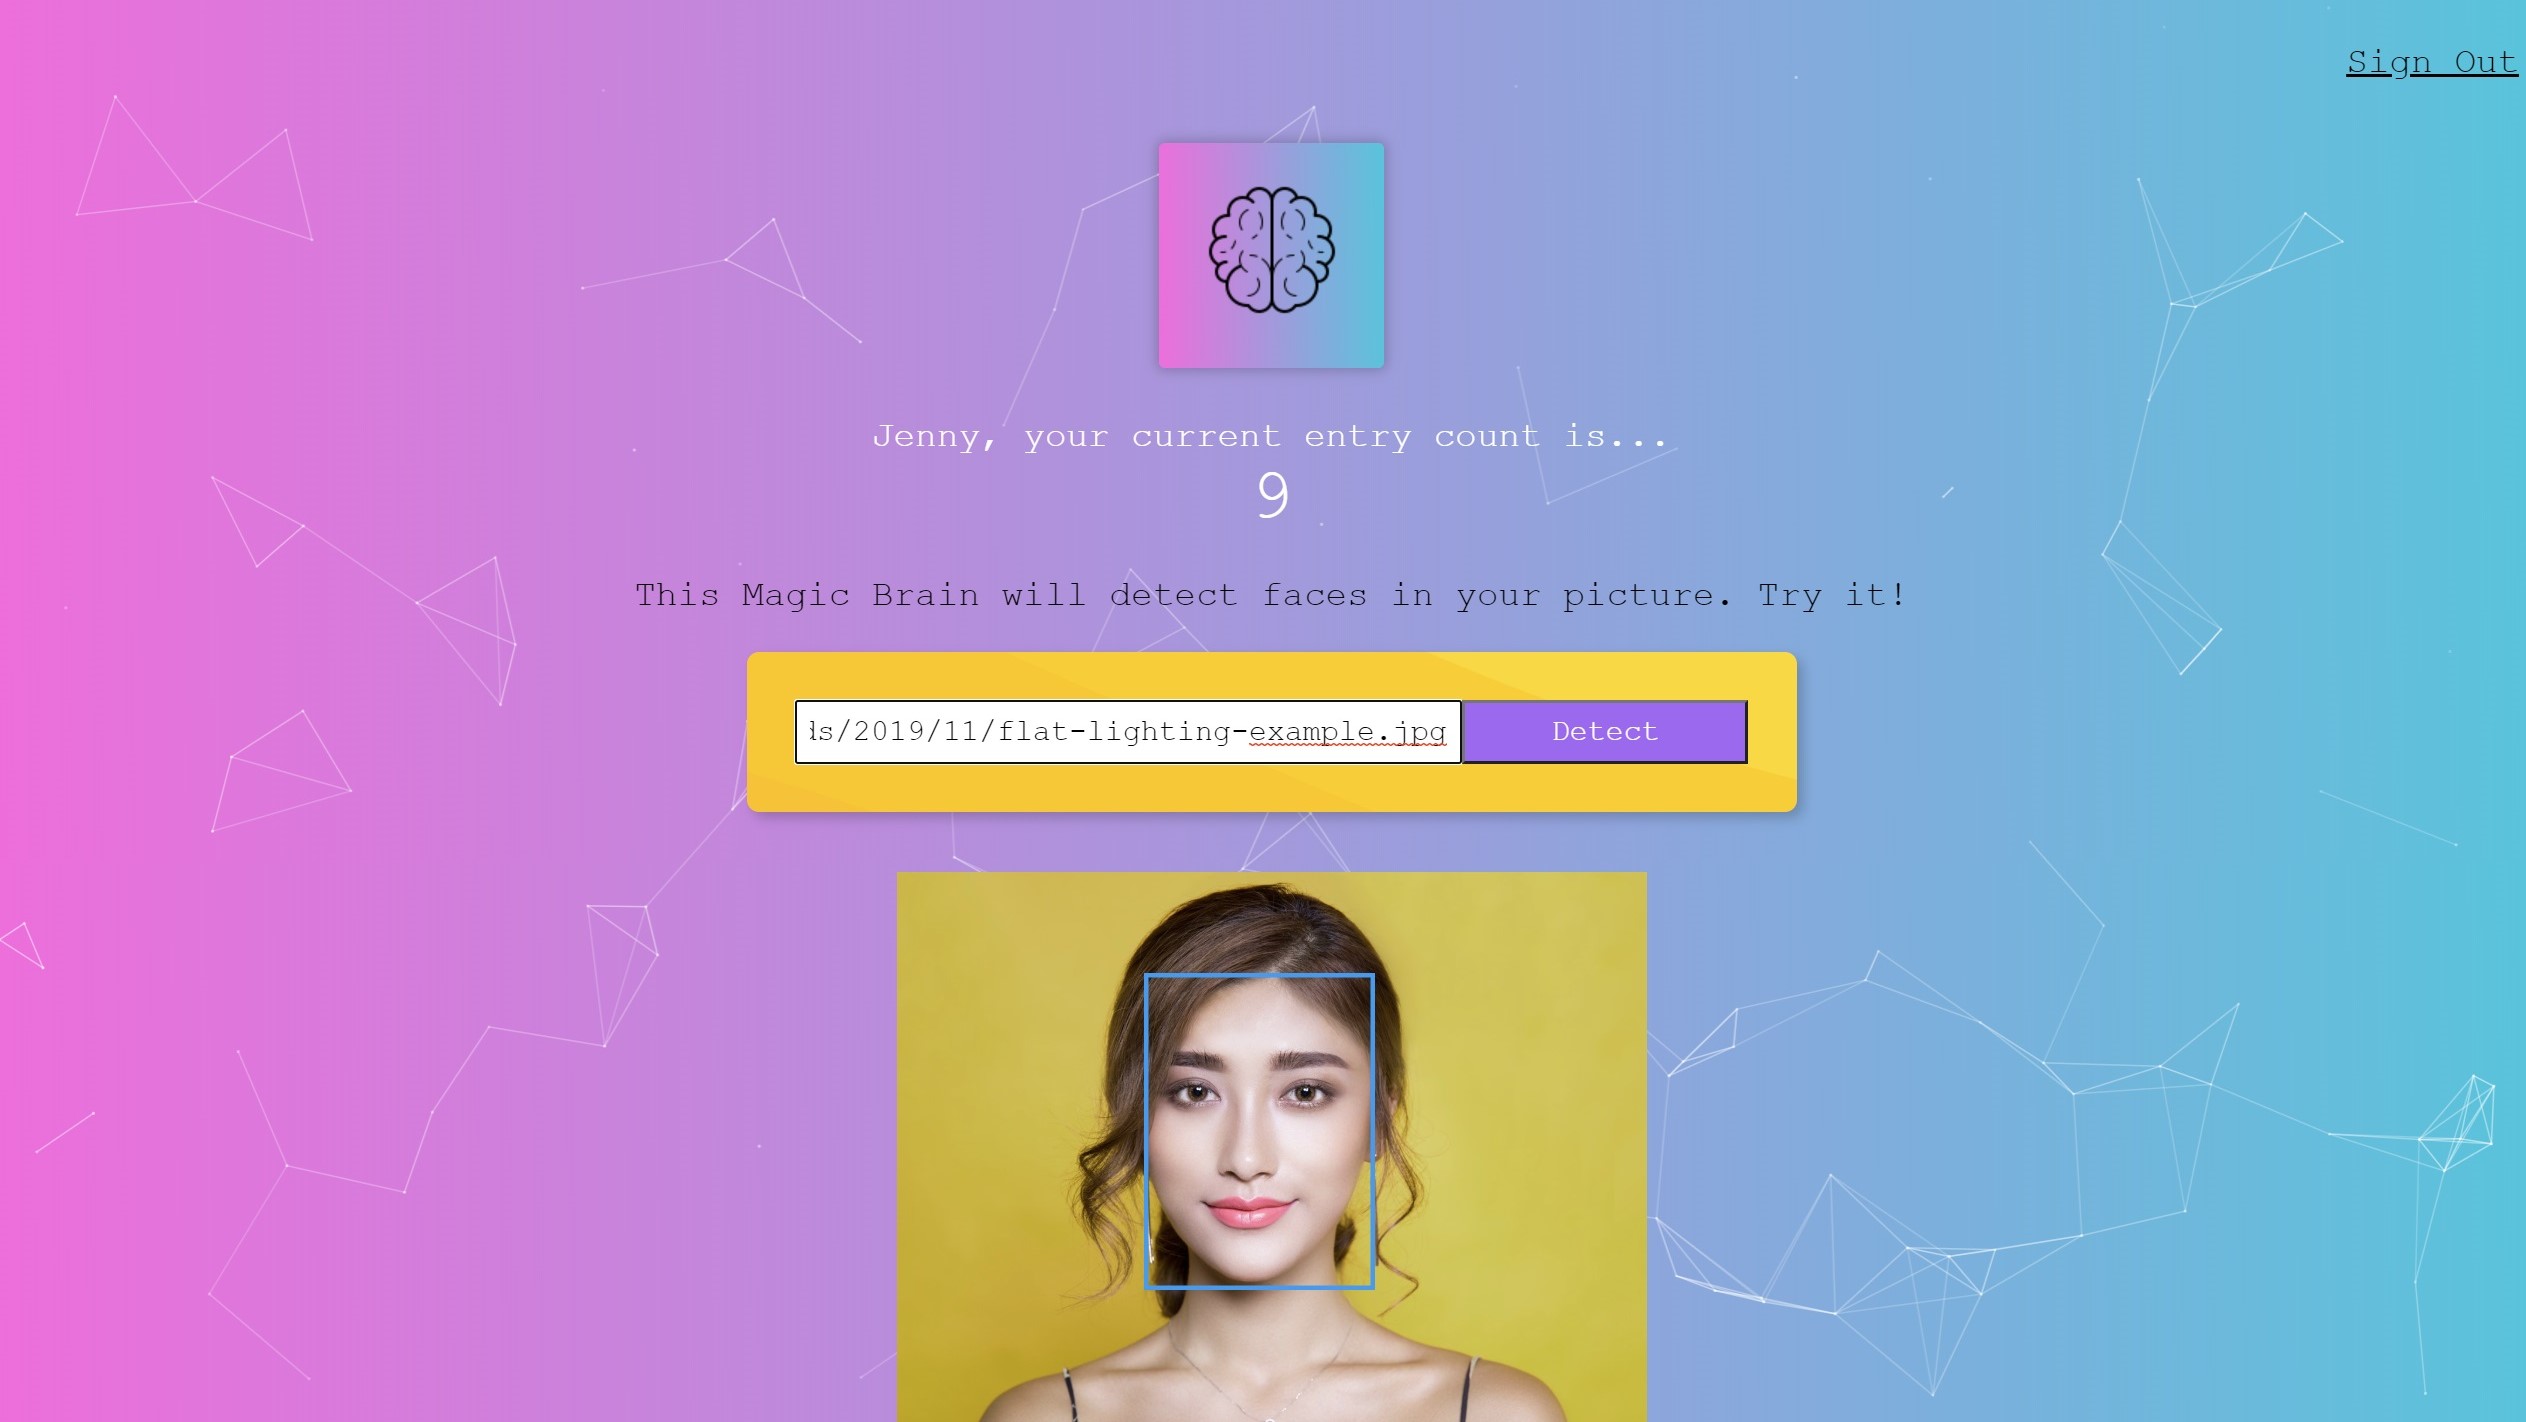 Sign Out
Jenny, your current entry count is...
9
This Magic Brain will detect faces in your picture. Try it!
ds/2019/11/flat-lighting-example.jpg
Detect